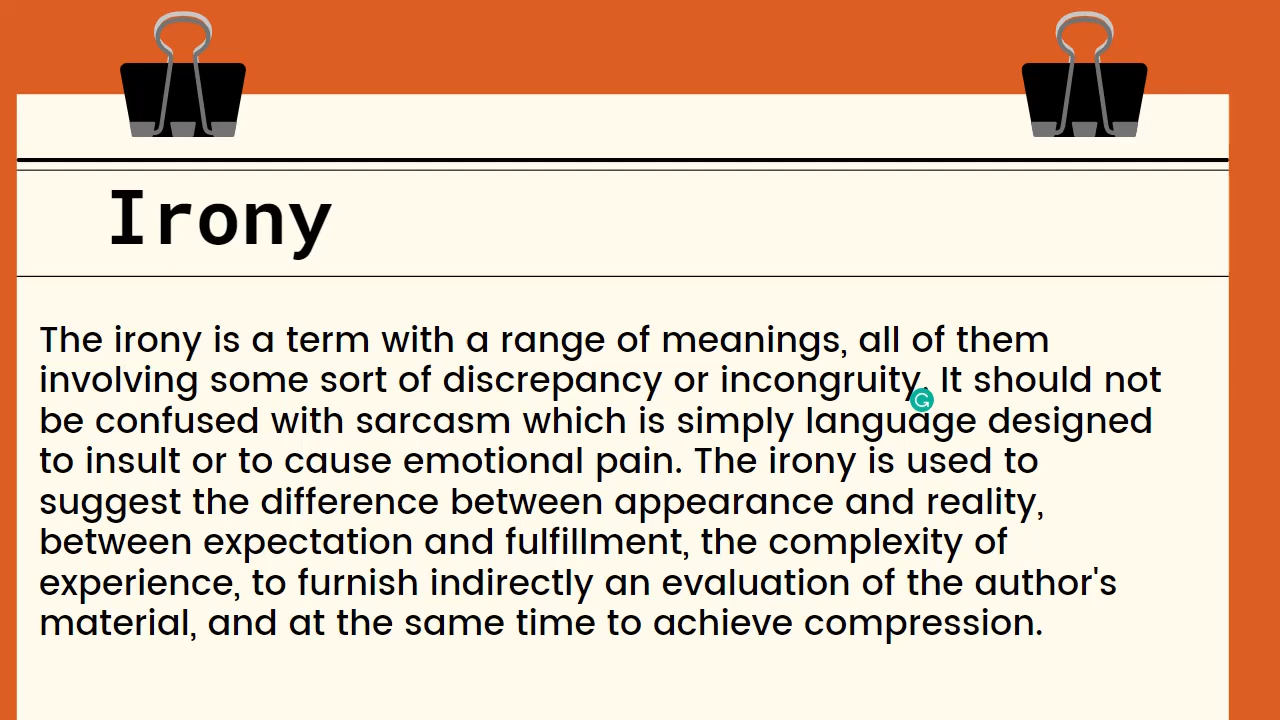 Irony
The irony is a term with a range of meanings, all of them
involving some sort of discrepancy or incongruity. It should not
be confused with sarcasm which is simply language designed
to insult or to cause emotional pain. The irony is used to
suggest the difference between appearance and reality,
between expectation and fulfillment, the complexity of
experience, to furnish indirectly an evaluation of the author's
material, and at the same time to achieve compression.